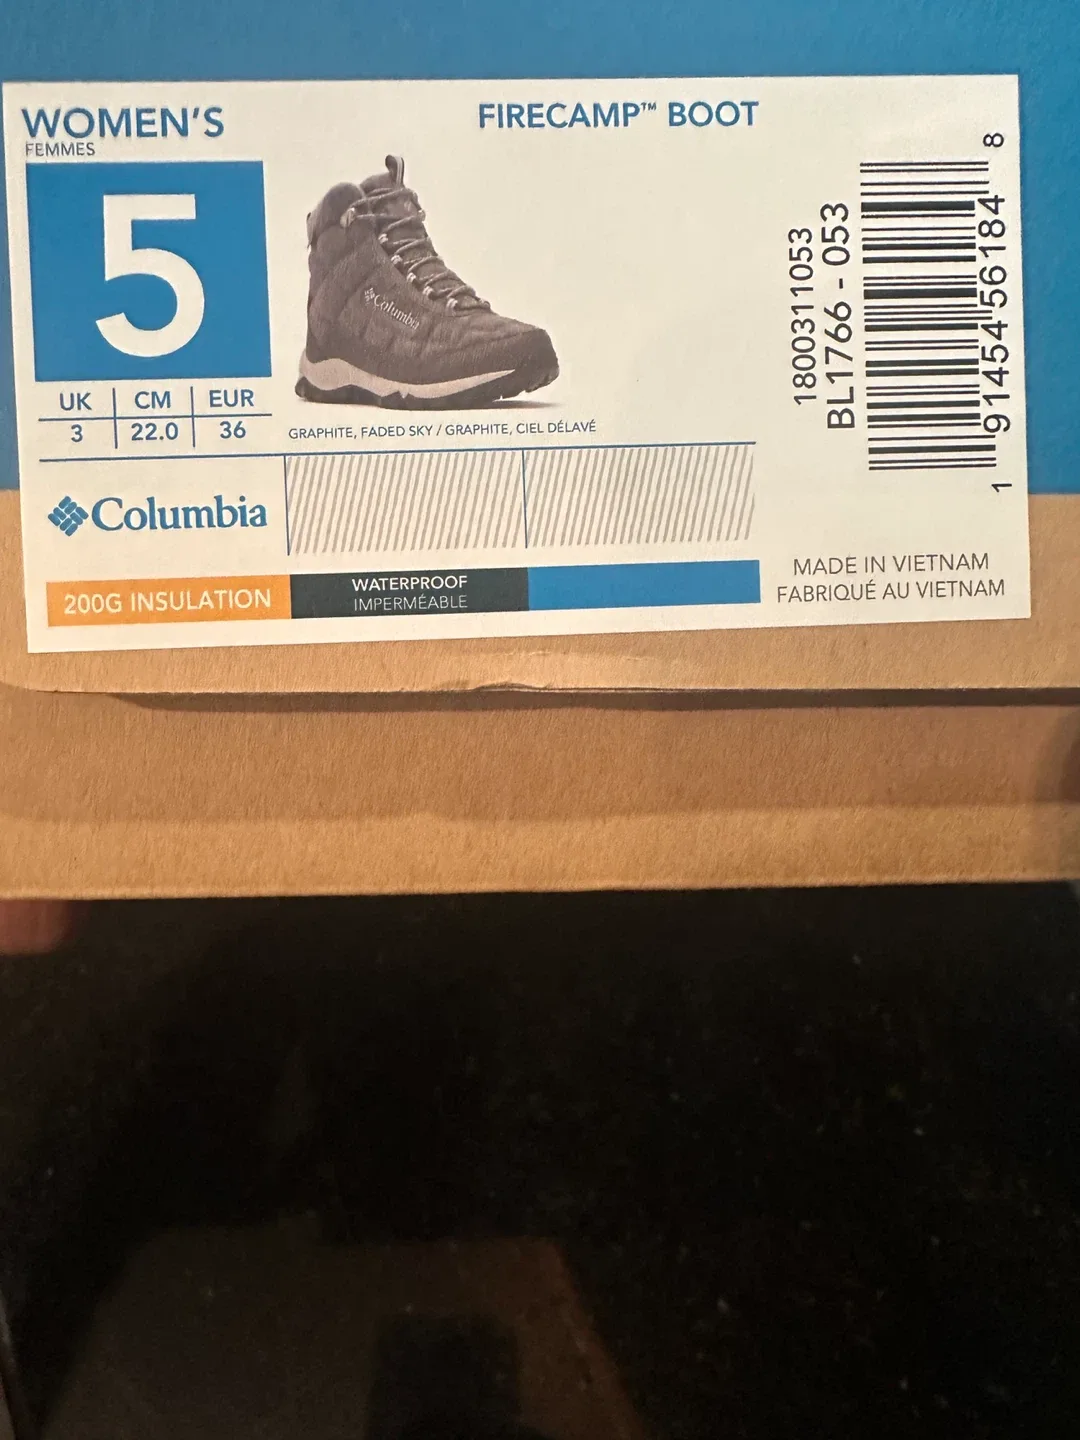 WOMEN'S
FEMMES
5
UK CM EUR
3 22.0 36
FIRECAMP™ BOOT
Columbia
GRAPHITE, FADED SKY / GRAPHITE, CIEL DÉLAVÉ
Columbia
200G INSULATION
WATERPROOF
IMPERMÉABLE
1800311053
BL1766 - 053
1 91454 56184 8
MADE IN VIETNAM
FABRIQUÉ AU VIETNAM